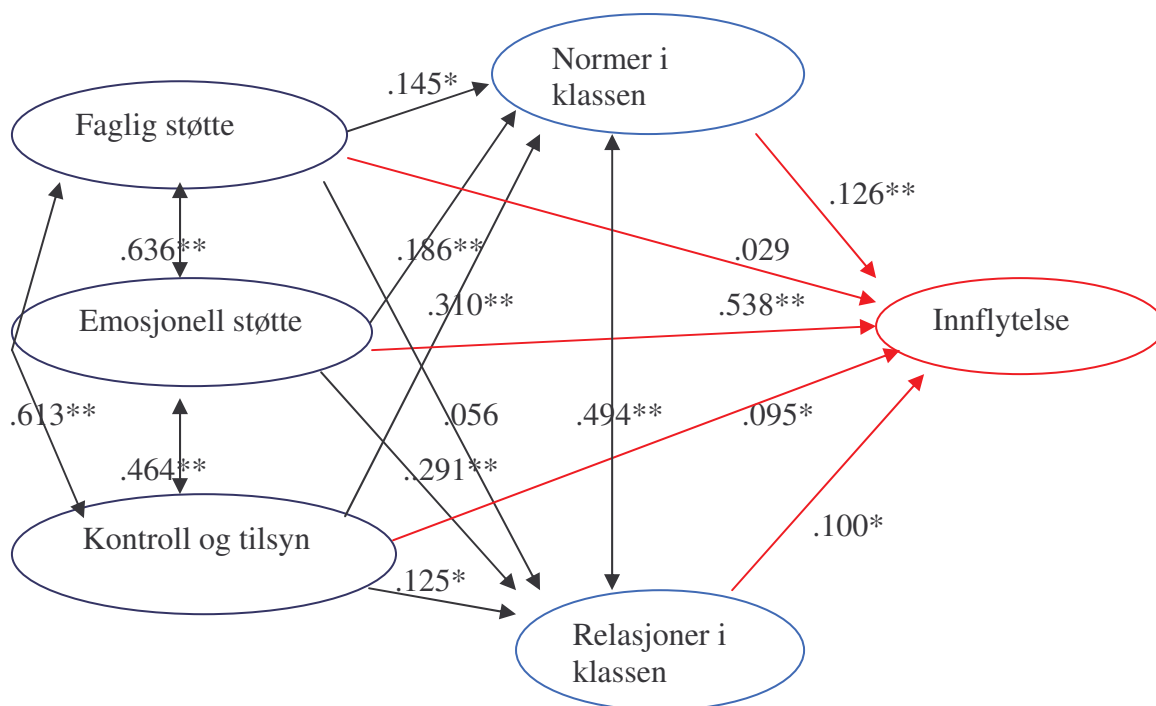 Normer i
klassen
.145*
Faglig støtte
.126**
.636**
.186**
.029
.310**
.538**
Emosjonell støtte
Innflytelse
.613**
.056
.494**
.095*
.464**
..291**
.100*
Kontroll og tilsyn
.125*
Relasjoner i
klassen